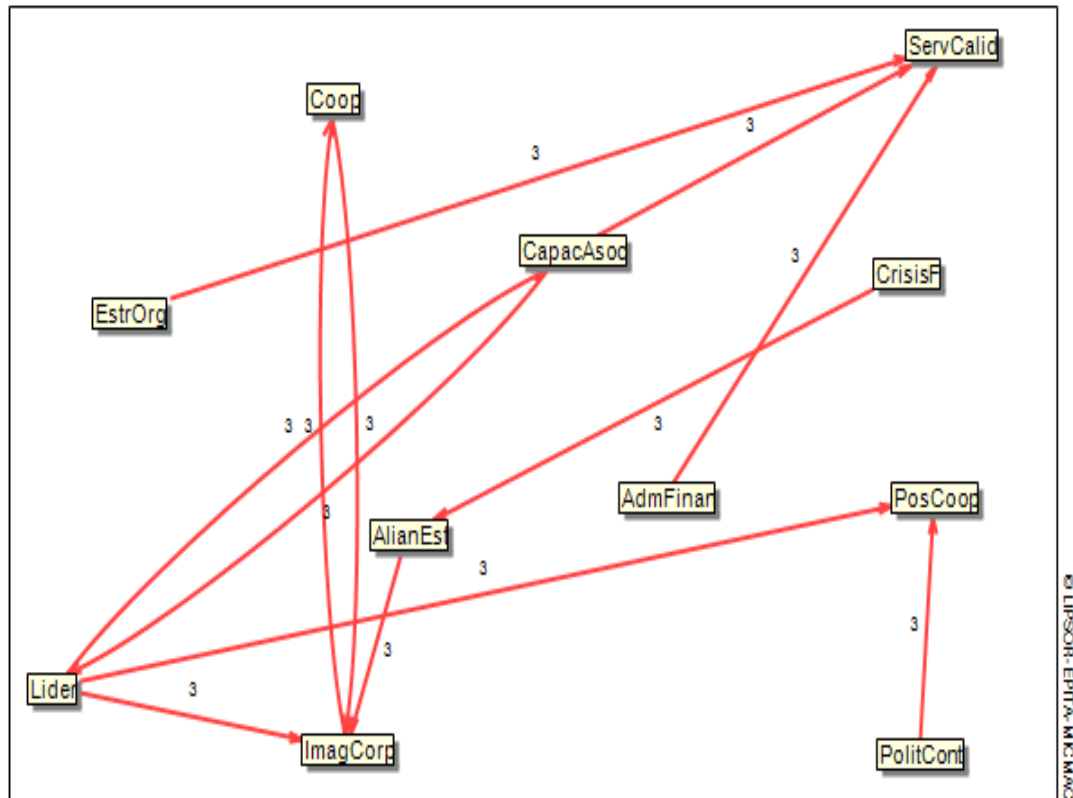 ServCalid
Coop
3
3
CapacAsoc
3
CrisisF
EstrOrg
3 3
3
3
AdmFinan
PosCoop
3
AlianEst
3
3
3
Lider
3
ImagCorp
PolitCont
© LIPSOR-EPITA-MICMAC